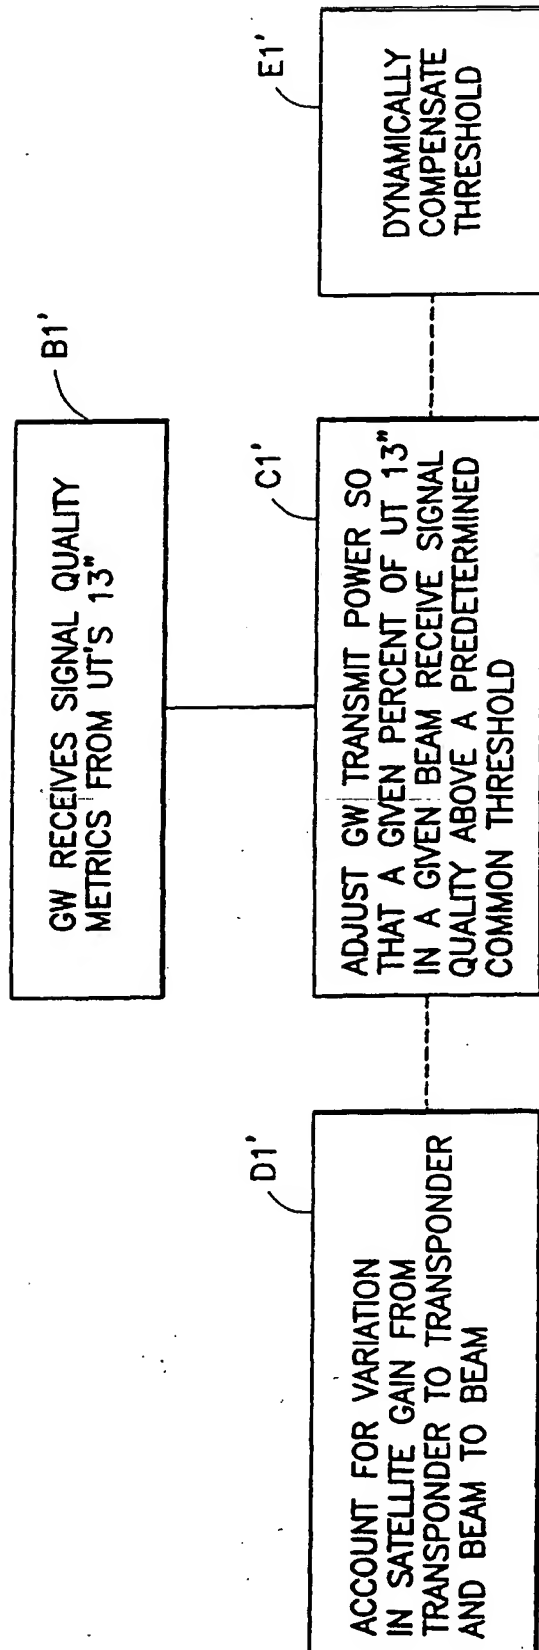 B1'
GW RECEIVES SIGNAL QUALITY
METRICS FROM UT'S 13"
D1'
ACCOUNT FOR VARIATION
IN SATELLITE GAIN FROM
TRANSPONDER TO TRANSPONDER
AND BEAM TO BEAM
C1'
ADJUST GW TRANSMIT POWER SO
THAT A GIVEN PERCENT OF UT 13"
IN A GIVEN BEAM RECEIVE SIGNAL
QUALITY ABOVE A PREDETERMINED
COMMON THRESHOLD
E1'
DYNAMICALLY
COMPENSATE
THRESHOLD